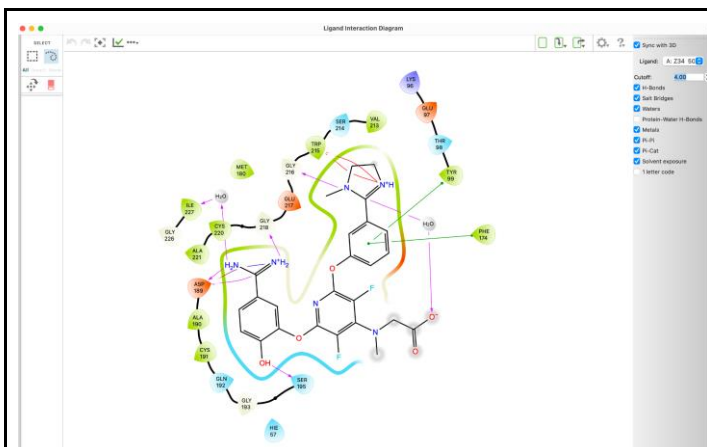 Ligand Interaction Diagram
SELECT
Sync with 3D
Ligand: A: 234
Cutoff: 4.00
H-Bonds
Salt Bridges
Waters
Protein-Water H-Bonds
Metals
Pi-Pi
Pi-Cat
Solvent exposure
1 letter code
LYS
96
GLU
97
THR
98
TYR
99
VAL
213
SER
214
TRP
215
GLY
216
GLU
217
GLY
218
MET
180
H₂O
ILE
227
GLY
226
CYS
220
ALA
221
ASP
189
ALA
190
CYS
191
GLN
192
GLY
193
SER
195
HIE
57
PHE
174
H₂O
N
N⁺H
H₂N
N⁺H₂
O
F
N
O
F
N
O⁻
O
OH